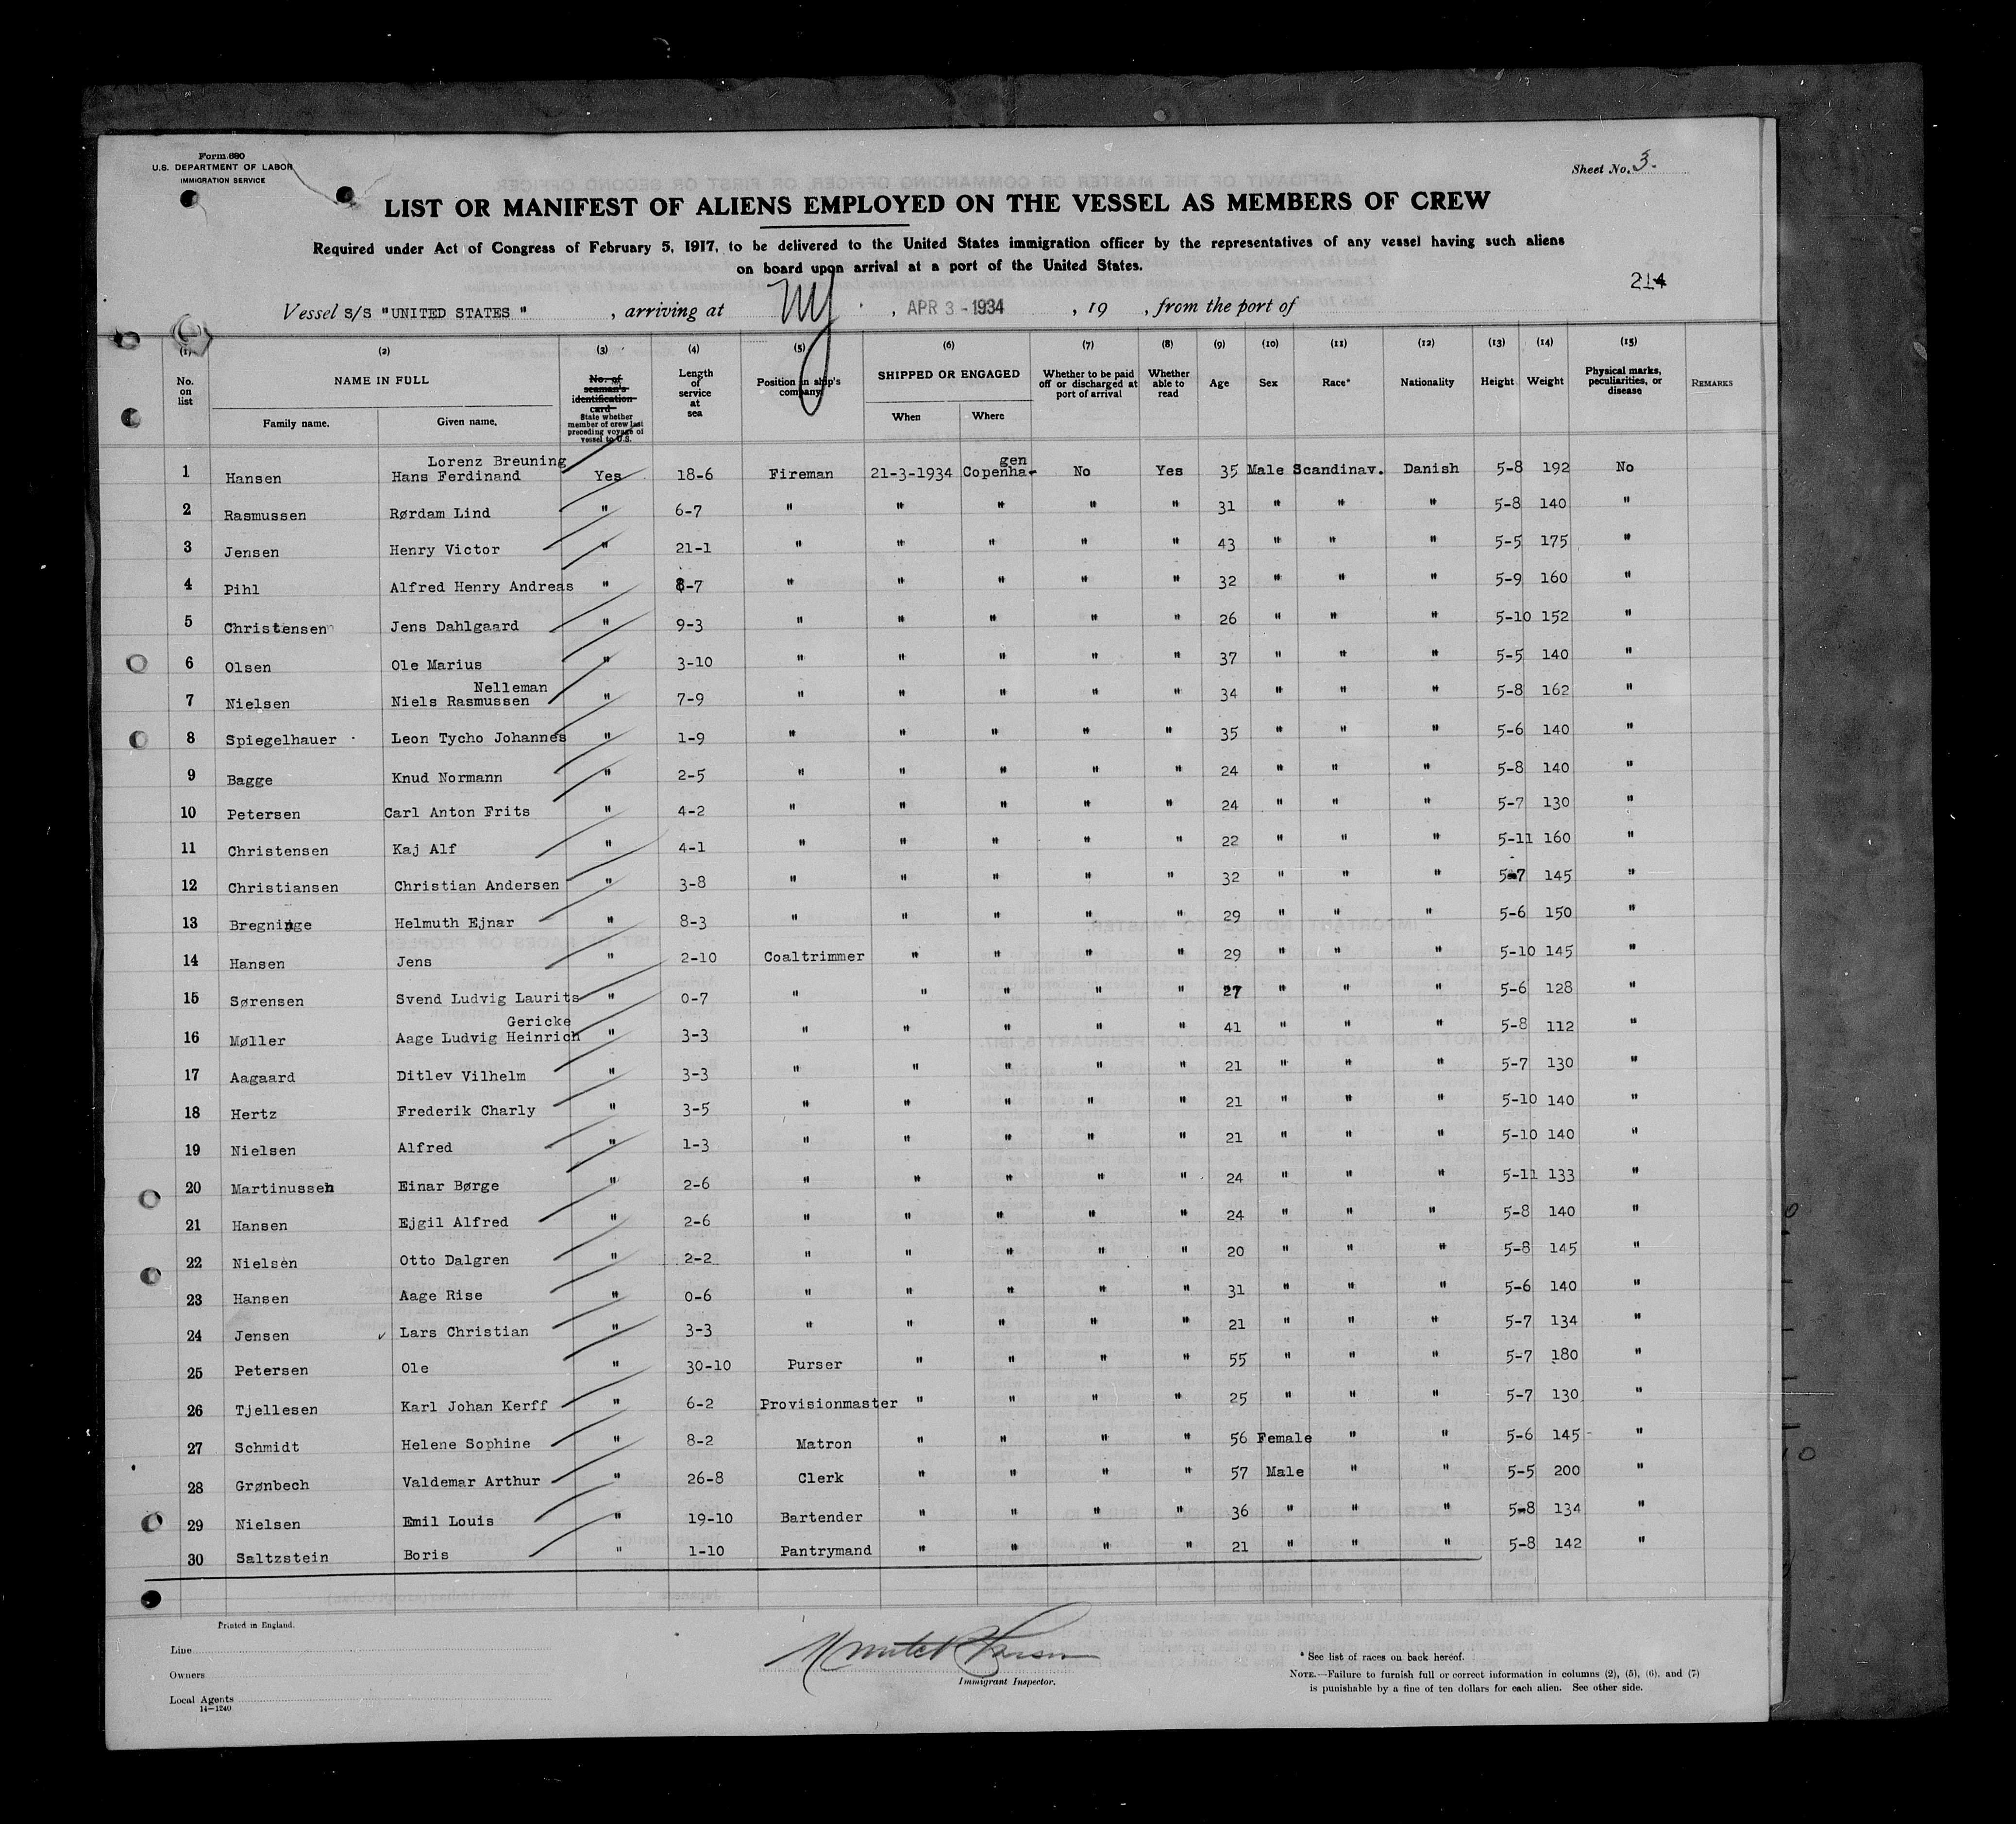 Form 680
U.S. DEPARTMENT OF LABOR
IMMIGRATION SERVICE
Sheet No. 3.
LIST OR MANIFEST OF ALIENS EMPLOYED ON THE VESSEL AS MEMBERS OF CREW
Required under Act of Congress of February 5, 1917, to be delivered to the United States immigration officer by the representatives of any vessel having such aliens
on board upon arrival at a port of the United States.
214
Vessel S/S "UNITED STATES", arriving at NY, APR 3 - 1934, 19 , from the port of
(1) (2) (3) (4) (5) (6) (7) (8) (9) (10) (11) (12) (13) (14) (15)
No. on list NAME IN FULL Family name. Given name. No. of seaman's identification card State whether member of crew last preceding voyage of vessel to U.S. Length of service at sea Position in ship's company SHIPPED OR ENGAGED When Where Whether to be paid off or discharged at port of arrival Whether able to read Age Sex Race* Nationality Height Weight Physical marks, peculiarities, or disease REMARKS
1 Hansen Lorenz Breuning Hans Ferdinand Yes 18-6 Fireman 21-3-1934 Copenha-gen No Yes 35 Male Scandinav. Danish 5-8 192 No
2 Rasmussen Rørdam Lind " 6-7 " " " " " 31 " " " 5-8 140 "
3 Jensen Henry Victor " 21-1 " " " " " 43 " " " 5-5 175 "
4 Pihl Alfred Henry Andreas " 8-7 " " " " " 32 " " " 5-9 160 "
5 Christensen Jens Dahlgaard " 9-3 " " " " " 26 " " " 5-10 152 "
6 Olsen Ole Marius " 3-10 " " " " " 37 " " " 5-5 140 "
7 Nielsen Nelleman Niels Rasmussen " 7-9 " " " " " 34 " " " 5-8 162 "
8 Spiegelhauer Leon Tycho Johannes " 1-9 " " " " " 35 " " " 5-6 140 "
9 Bagge Knud Normann " 2-5 " " " " " 24 " " " 5-8 140 "
10 Petersen Carl Anton Frits " 4-2 " " " " " 24 " " " 5-7 130 "
11 Christensen Kaj Alf " 4-1 " " " " " 22 " " " 5-11 160 "
12 Christiansen Christian Andersen " 3-8 " " " " " 32 " " " 5-7 145 "
13 Bregninge Helmuth Ejnar " 8-3 " " " " " 29 " " " 5-6 150 "
14 Hansen Jens " 2-10 Coaltrimmer " " " " 29 " " " 5-10 145 "
15 Sørensen Svend Ludvig Laurits " 0-7 " " " " " 27 " " " 5-6 128 "
16 Møller Gericke Aage Ludvig Heinrich " 3-3 " " " " " 41 " " " 5-8 112 "
17 Aagaard Ditlev Vilhelm " 3-3 " " " " " 21 " " " 5-7 130 "
18 Hertz Frederik Charly " 3-5 " " " " " 21 " " " 5-10 140 "
19 Nielsen Alfred " 1-3 " " " " " 21 " " " 5-10 140 "
20 Martinussen Einar Børge " 2-6 " " " " " 24 " " " 5-11 133 "
21 Hansen Ejgil Alfred " 2-6 " " " " " 24 " " " 5-8 140 "
22 Nielsen Otto Dalgren " 2-2 " " " " " 20 " " " 5-8 145 "
23 Hansen Aage Rise " 0-6 " " " " " 31 " " " 5-6 140 "
24 Jensen Lars Christian " 3-3 " " " " " 21 " " " 5-7 134 "
25 Petersen Ole " 30-10 Purser " " " " 55 " " " 5-7 180 "
26 Tjellesen Karl Johan Kerff " 6-2 Provisionmaster " " " " 25 " " " 5-7 130 "
27 Schmidt Helene Sophine " 8-2 Matron " " " " 56 Female " " 5-6 145 "
28 Grønbech Valdemar Arthur " 26-8 Clerk " " " " 57 Male " " 5-5 200 "
29 Nielsen Emil Louis " 19-10 Bartender " " " " 36 " " " 5-8 134 "
30 Saltzstein Boris " 1-10 Pantrymand " " " " 21 " " " 5-8 142 "
Printed in England.
Line
Owners
Local Agents
14-1240
Immigrant Inspector.
* See list of races on back hereof.
NOTE.—Failure to furnish full or correct information in columns (2), (5), (6), and (7)
is punishable by a fine of ten dollars for each alien. See other side.